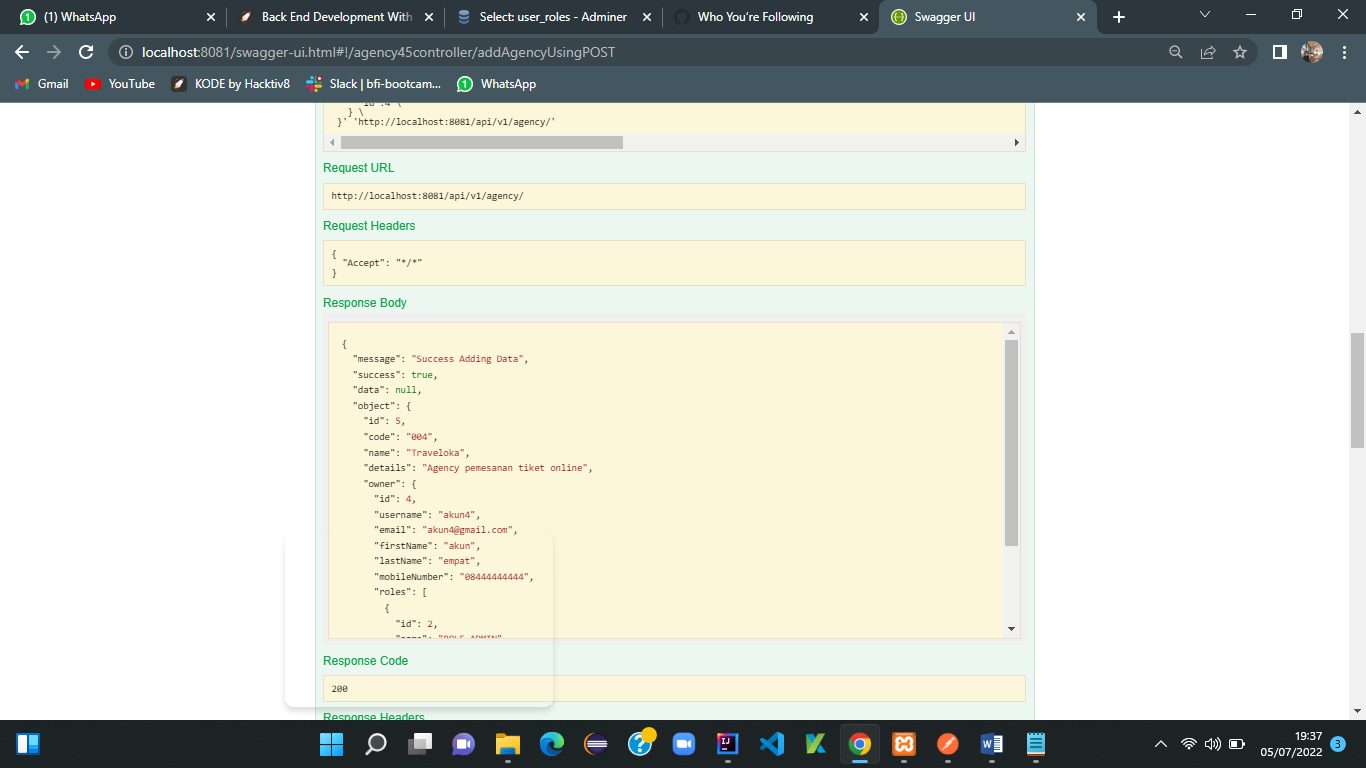 (1) WhatsApp
Back End Development With
Select: user_roles - Adminer
Who You're Following
Swagger UI
localhost:8081/swagger-ui.html#!/agency45controller/addAgencyUsingPOST
Gmail
YouTube
KODE by Hacktiv8
Slack | bfi-bootcam...
WhatsApp
} \
}' 'http://localhost:8081/api/v1/agency/'
Request URL
http://localhost:8081/api/v1/agency/
Request Headers
{
"Accept": "*/*"
}
Response Body
{
"message": "Success Adding Data",
"success": true,
"data": null,
"object": {
"id": 5,
"code": "004",
"name": "Traveloka",
"details": "Agency pemesanan tiket online",
"owner": {
"id": 4,
"username": "akun4",
"email": "akun4@gmail.com",
"firstName": "akun",
"lastName": "empat",
"mobileNumber": "08444444444",
"roles": [
{
"id": 2,
Response Code
200
Response Headers
19:37
05/07/2022
3